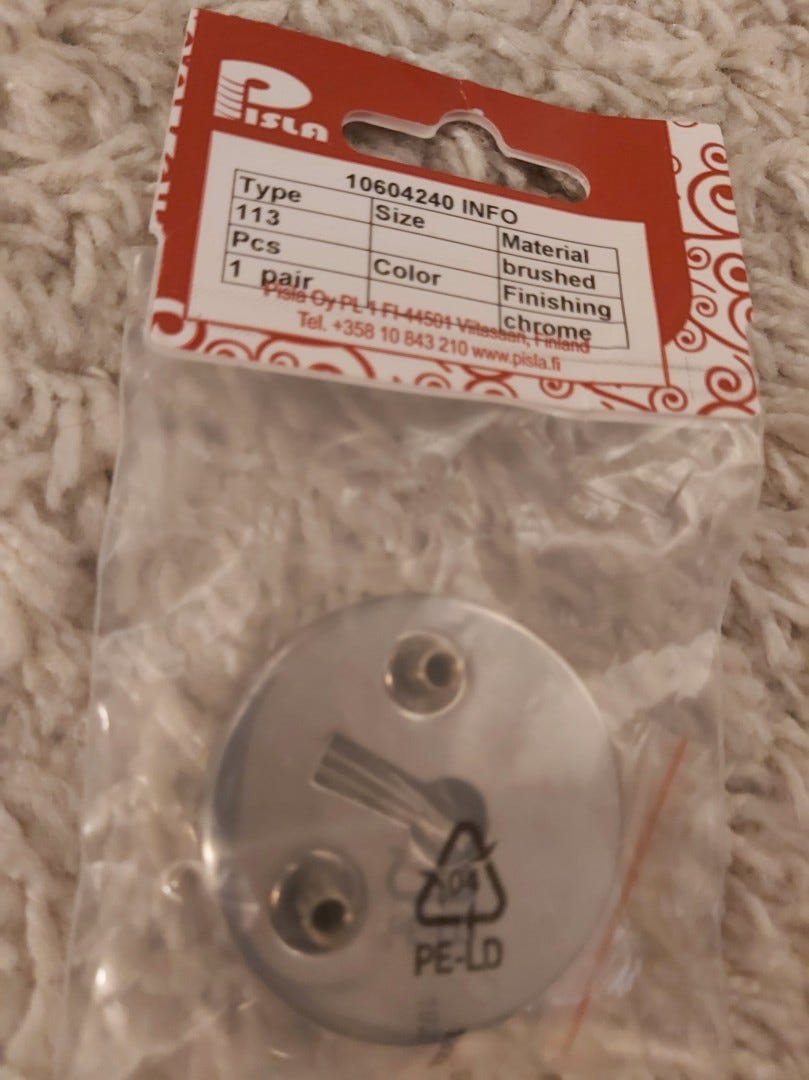 PISLA
10604240 INFO
Type Size Material
113 brushed
Pcs Color Finishing
1 pair chrome
Pisla Oy PL 1 FI-44501 Viitasaari, Finland
Tel. +358 10 843 210 www.pisla.fi
04
PE-LD